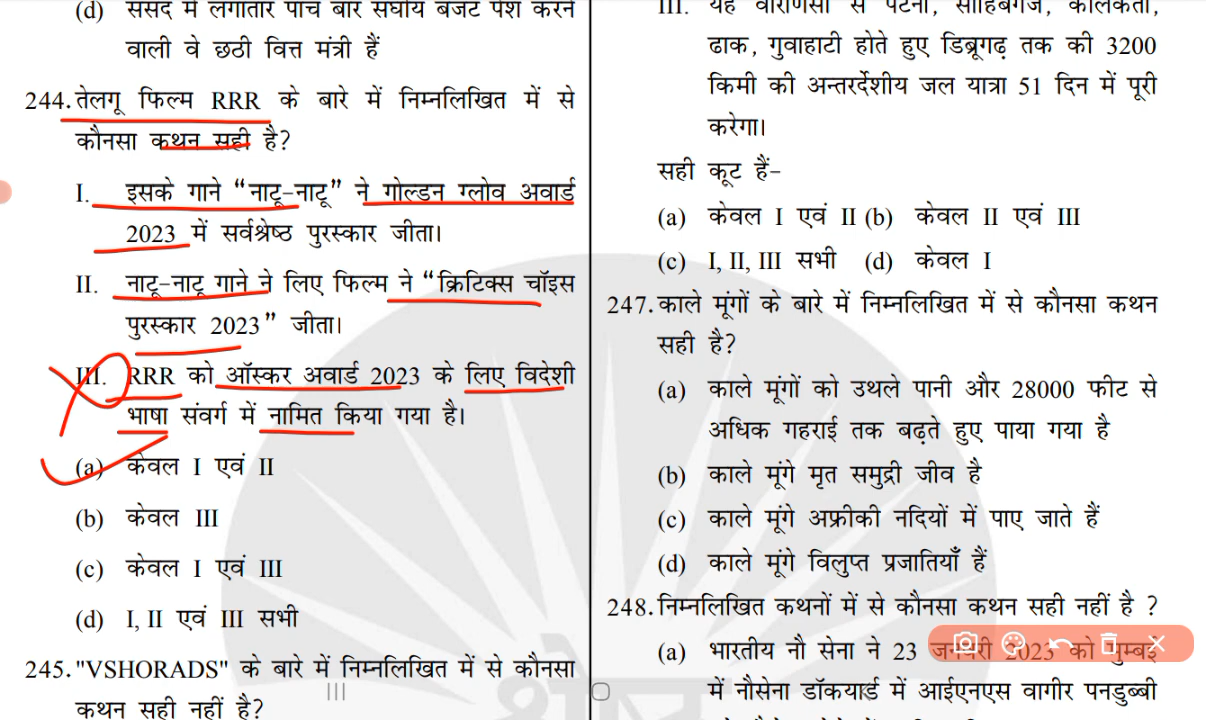 (d) संसद में लगातार पांच बार संघीय बजट पेश करने
वाली वे छठी वित्त मंत्री हैं
244. तेलगू फिल्म RRR के बारे में निम्नलिखित में से
कौनसा कथन सही है?
I. इसके गाने “नाटू-नाटू” ने गोल्डन ग्लोव अवार्ड
2023 में सर्वश्रेष्ठ पुरस्कार जीता।
II. नाटू-नाटू गाने ने लिए फिल्म ने “क्रिटिक्स चॉइस
पुरस्कार 2023” जीता।
III. RRR को ऑस्कर अवार्ड 2023 के लिए विदेशी
भाषा संवर्ग में नामित किया गया है।
(a) केवल I एवं II
(b) केवल III
(c) केवल I एवं III
(d) I, II एवं III सभी
245. "VSHORADS" के बारे में निम्नलिखित में से कौनसा
कथन सही नहीं है?
III. यह वाराणसी से पटना, साहिबगंज, कोलकता,
ढाक, गुवाहाटी होते हुए डिब्रूगढ़ तक की 3200
किमी की अन्तर्देशीय जल यात्रा 51 दिन में पूरी
करेगा।
सही कूट हैं-
(a) केवल I एवं II (b) केवल II एवं III
(c) I, II, III सभी (d) केवल I
247. काले मूंगों के बारे में निम्नलिखित में से कौनसा कथन
सही है?
(a) काले मूंगों को उथले पानी और 28000 फीट से
अधिक गहराई तक बढ़ते हुए पाया गया है
(b) काले मूंगे मृत समुद्री जीव है
(c) काले मूंगे अफ्रीकी नदियों में पाए जाते हैं
(d) काले मूंगे विलुप्त प्रजातियाँ हैं
248. निम्नलिखित कथनों में से कौनसा कथन सही नहीं है ?
(a) भारतीय नौ सेना ने 23 जनवरी 2023 को मुम्बई
में नौसेना डॉकयार्ड में आईएनएस वागीर पनडुब्बी